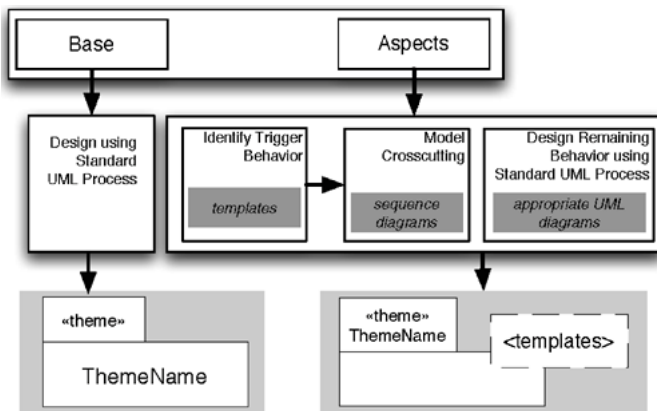 Base
Aspects
Design using
Standard
UML Process
Identify Trigger
Behavior
templates
Model
Crosscutting
sequence
diagrams
Design Remaining
Behavior using
Standard UML Process
appropriate UML
diagrams
«theme»
ThemeName
«theme»
ThemeName
<templates>